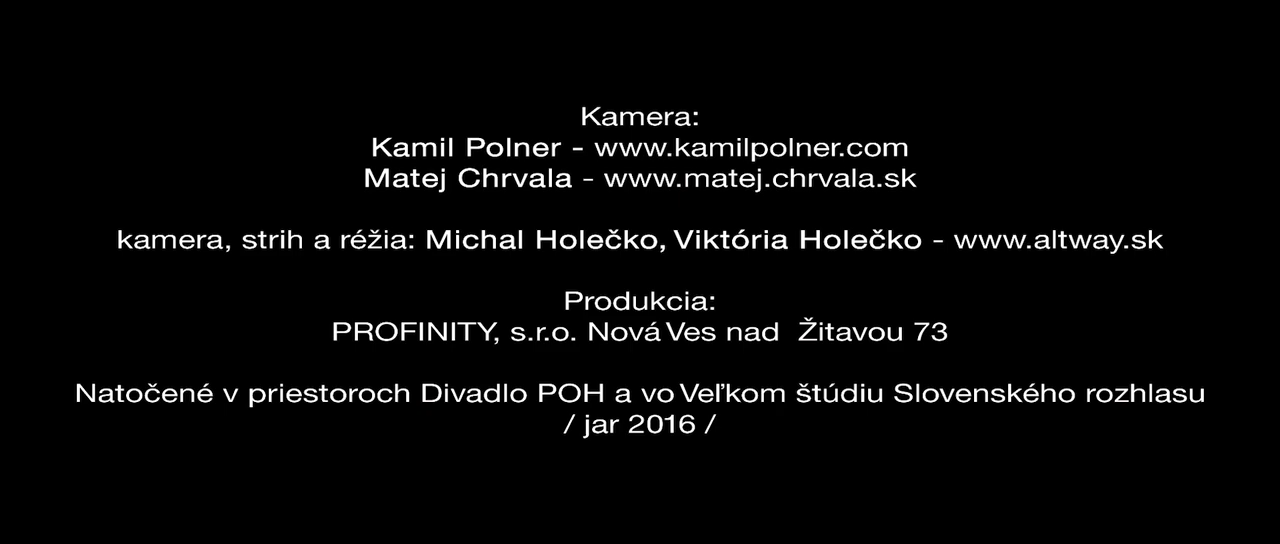 Kamera:
Kamil Polner - www.kamilpolner.com
Matej Chrvala - www.matej.chrvala.sk
kamera, strih a réžia: Michal Holečko, Viktória Holečko - www.altway.sk
Produkcia:
PROFINITY, s.r.o. Nová Ves nad Žitavou 73
Natočené v priestoroch Divadlo POH a vo Veľkom štúdiu Slovenského rozhlasu
/ jar 2016 /